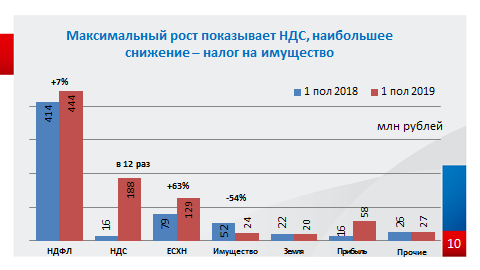 Максимальный рост показывает НДС, наибольшее
снижение – налог на имущество
+7%
1 пол 2018
1 пол 2019
млн рублей
в 12 раз
+63%
-54%
414
444
16
188
79
129
52
24
22
20
16
58
26
27
НДФЛ
НДС
ЕСХН
Имущество
Земля
Прибыль
Прочие
10